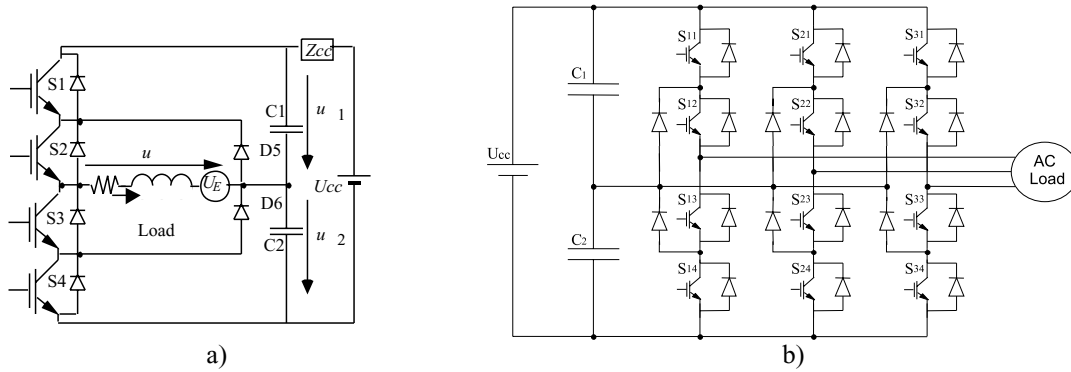 Zcc
S1
C1
u 1
S2
D5
u
Ucc
U_E
S3
D6
Load
C2
u 2
S4
a)
S11
S21
S31
C1
S12
S22
S32
Ucc
AC
Load
S13
S23
S33
C2
S14
S24
S34
b)